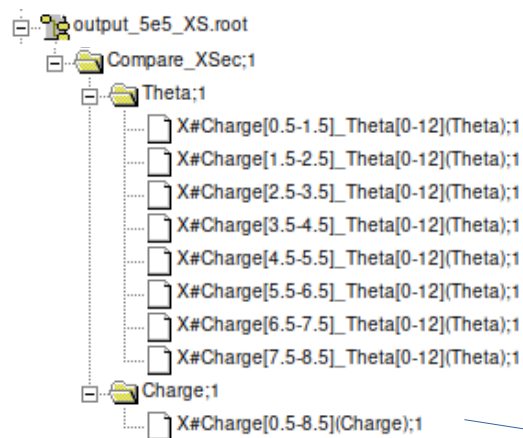 output_5e5_XS.root
Compare_XSec;1
Theta;1
X#Charge[0.5-1.5]_Theta[0-12](Theta);1
X#Charge[1.5-2.5]_Theta[0-12](Theta);1
X#Charge[2.5-3.5]_Theta[0-12](Theta);1
X#Charge[3.5-4.5]_Theta[0-12](Theta);1
X#Charge[4.5-5.5]_Theta[0-12](Theta);1
X#Charge[5.5-6.5]_Theta[0-12](Theta);1
X#Charge[6.5-7.5]_Theta[0-12](Theta);1
X#Charge[7.5-8.5]_Theta[0-12](Theta);1
Charge;1
X#Charge[0.5-8.5](Charge);1